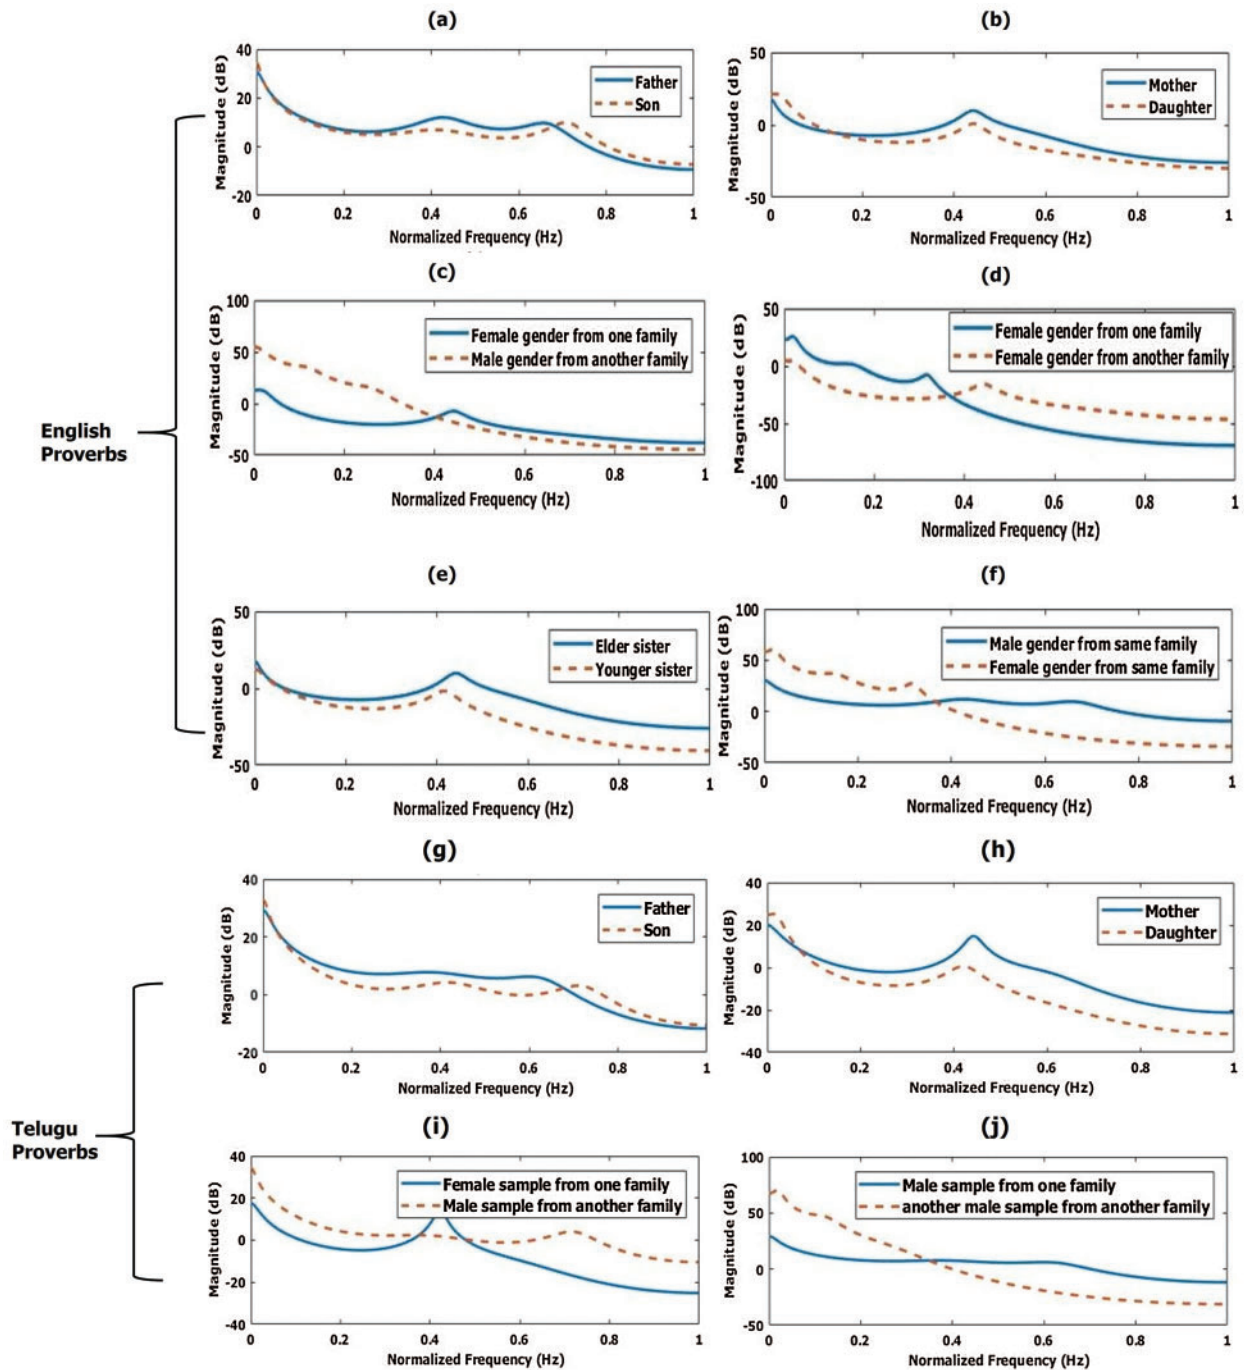 English
Proverbs
(a)
40
20
0
-20
Magnitude (dB)
Father
Son
0 0.2 0.4 0.6 0.8 1
Normalized Frequency (Hz)
(b)
50
0
-50
Magnitude (dB)
Mother
Daughter
0 0.2 0.4 0.6 0.8 1
Normalized Frequency (Hz)
(c)
100
50
0
-50
Magnitude (dB)
Female gender from one family
Male gender from another family
0 0.2 0.4 0.6 0.8 1
Normalized Frequency (Hz)
(d)
50
0
-50
-100
Magnitude (dB)
Female gender from one family
Female gender from another family
0 0.2 0.4 0.6 0.8 1
Normalized Frequency (Hz)
(e)
50
0
-50
Magnitude (dB)
Elder sister
Younger sister
0 0.2 0.4 0.6 0.8 1
Normalized Frequency (Hz)
(f)
100
50
0
-50
Magnitude (dB)
Male gender from same family
Female gender from same family
0 0.2 0.4 0.6 0.8 1
Normalized Frequency (Hz)
Telugu
Proverbs
(g)
40
20
0
-20
Magnitude (dB)
Father
Son
0 0.2 0.4 0.6 0.8 1
Normalized Frequency (Hz)
(h)
40
20
0
-20
-40
Magnitude (dB)
Mother
Daughter
0 0.2 0.4 0.6 0.8 1
Normalized Frequency (Hz)
(i)
40
20
0
-20
-40
Magnitude (dB)
Female sample from one family
Male sample from another family
0 0.2 0.4 0.6 0.8 1
Normalized Frequency (Hz)
(j)
100
50
0
-50
Magnitude (dB)
Male sample from one family
another male sample from another family
0 0.2 0.4 0.6 0.8 1
Normalized Frequency (Hz)